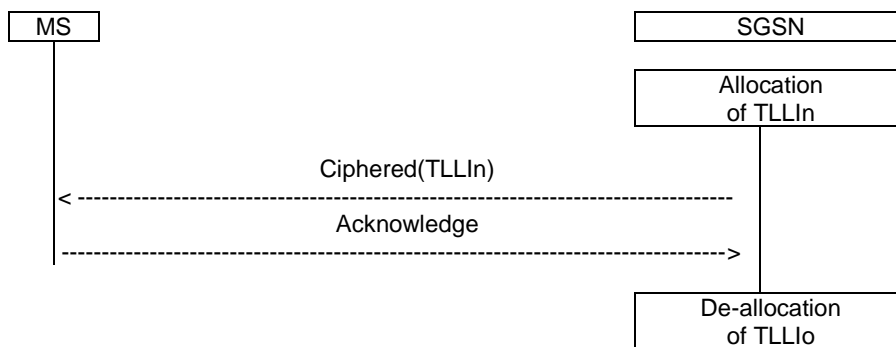 MS
SGSN
Allocation
of TLLIn
Ciphered(TLLIn)
Acknowledge
De-allocation
of TLLIo